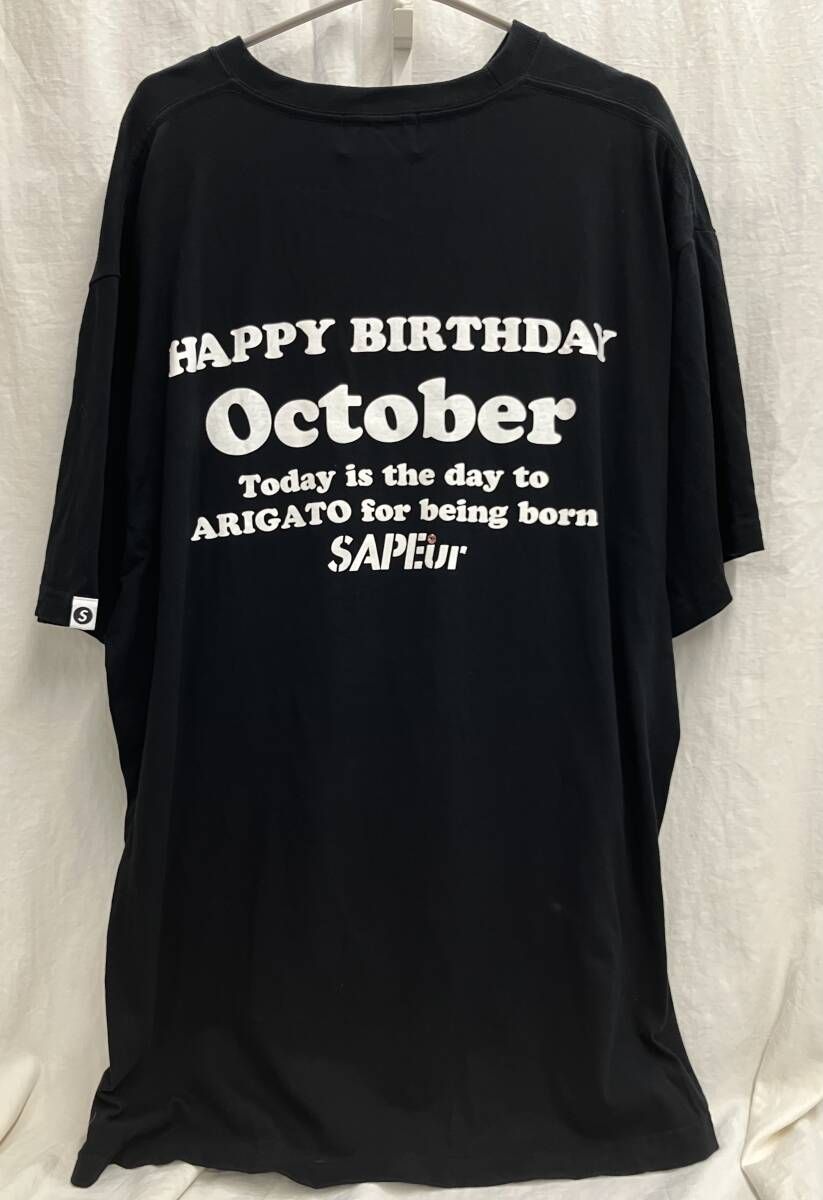 HAPPY BIRTHDAY
October
Today is the day to
ARIGATO for being born
SAPEur
S